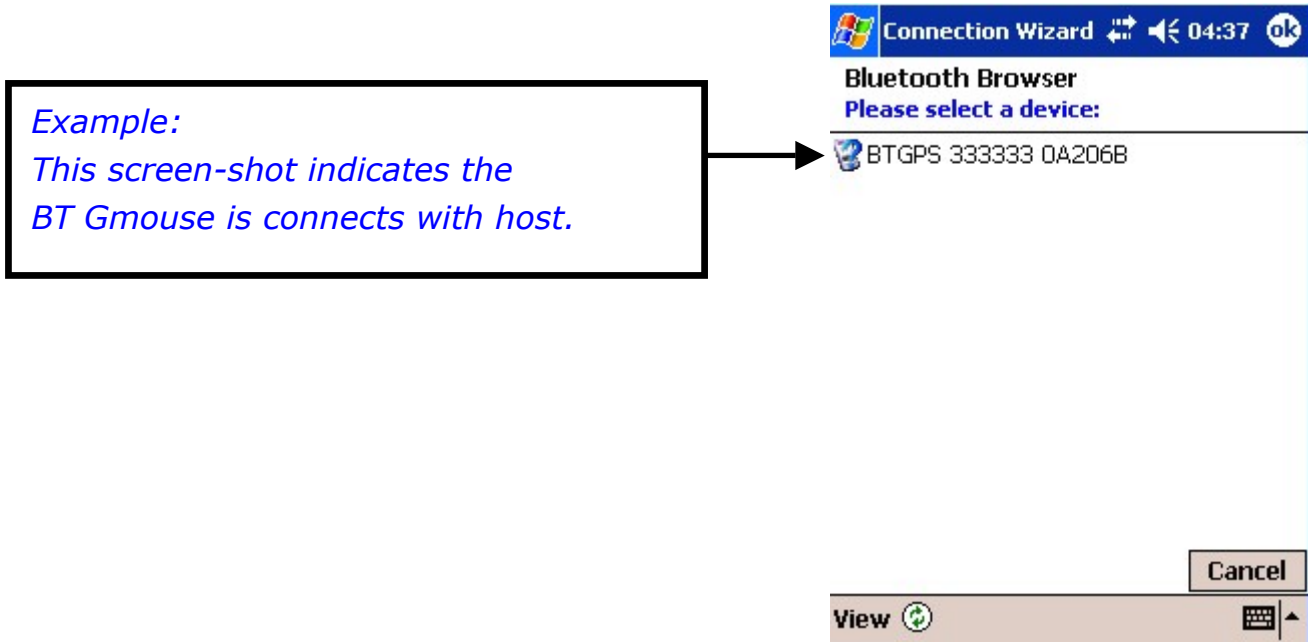 Example:
This screen-shot indicates the
BT Gmouse is connects with host.
Connection Wizard 04:37 ok
Bluetooth Browser
Please select a device:
BTGPS 333333 0A206B
Cancel
View